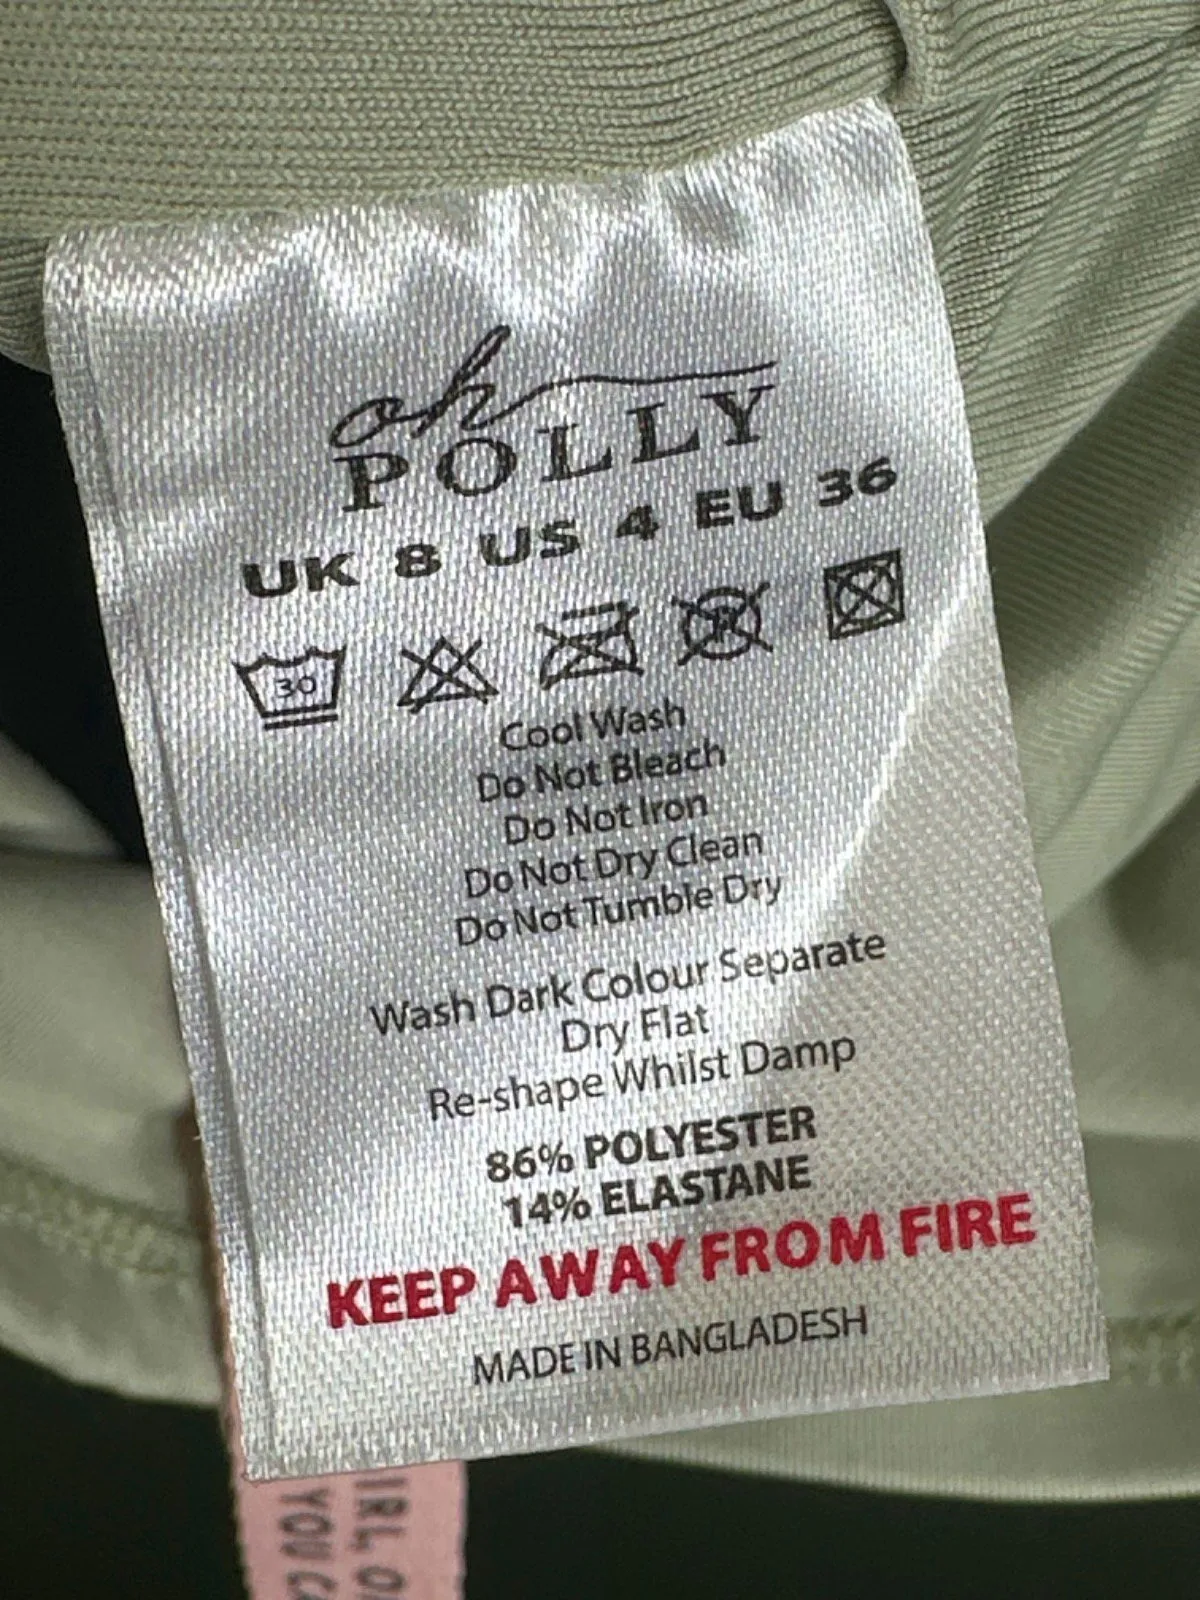 oh
POLLY
UK 8 US 4 EU 36
30
P
Cool Wash
Do Not Bleach
Do Not Iron
Do Not Dry Clean
Do Not Tumble Dry
Wash Dark Colour Separate
Dry Flat
Re-shape Whilst Damp
86% POLYESTER
14% ELASTANE
KEEP AWAY FROM FIRE
MADE IN BANGLADESH
YOU